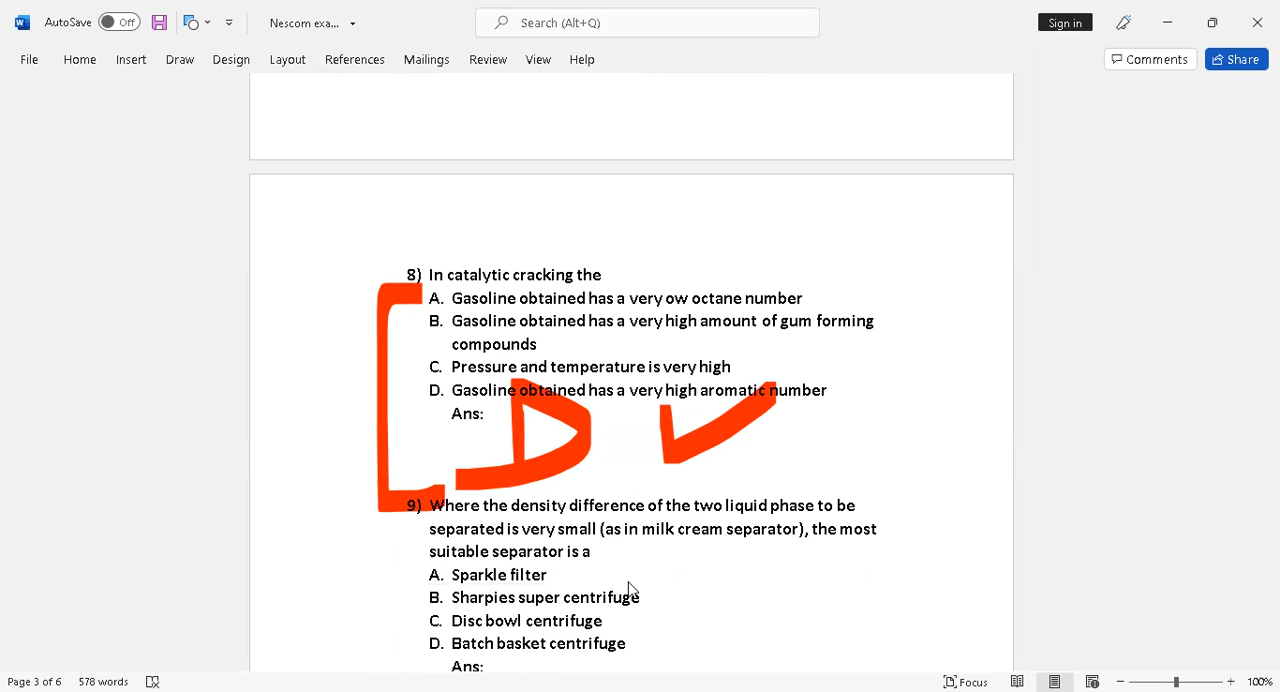 AutoSave Off Nescom exa... Search (Alt+Q) Sign in
File Home Insert Draw Design Layout References Mailings Review View Help Comments Share
8) In catalytic cracking the
A. Gasoline obtained has a very ow octane number
B. Gasoline obtained has a very high amount of gum forming
compounds
C. Pressure and temperature is very high
D. Gasoline obtained has a very high aromatic number
Ans:
D
9) Where the density difference of the two liquid phase to be
separated is very small (as in milk cream separator), the most
suitable separator is a
A. Sparkle filter
B. Sharpies super centrifuge
C. Disc bowl centrifuge
D. Batch basket centrifuge
Ans:
Page 3 of 6 578 words Focus 100%